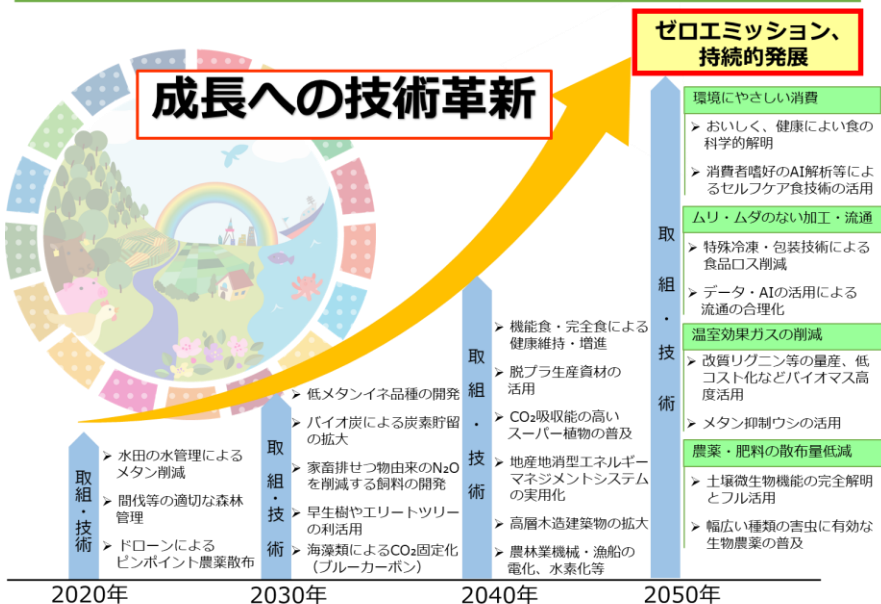 ゼロエミッション、
持続的発展
成長への技術革新
取組・技術
➢ 水田の水管理による
メタン削減
➢ 間伐等の適切な森林
管理
➢ ドローンによる
ピンポイント農薬散布
2020年
取組・技術
➢ 低メタンイネ品種の開発
➢ バイオ炭による炭素貯留
の拡大
➢ 家畜排せつ物由来のN₂O
を削減する飼料の開発
➢ 早生樹やエリートツリー
の利活用
➢ 海藻類によるCO₂固定化
（ブルーカーボン）
2030年
取組・技術
➢ 機能食・完全食による
健康維持・増進
➢ 脱プラ生産資材の
活用
➢ CO₂吸収能の高い
スーパー植物の普及
➢ 地産地消型エネルギー
マネジメントシステム
の実用化
➢ 高層木造建築物の拡大
➢ 農林業機械・漁船の
電化、水素化等
2040年
取組・技術
環境にやさしい消費
➢ おいしく、健康によい食の
科学的解明
➢ 消費者嗜好のAI解析等によ
るセルフケア食技術の活用
ムリ・ムダのない加工・流通
➢ 特殊冷凍・包装技術による
食品ロス削減
➢ データ・AIの活用による
流通の合理化
温室効果ガスの削減
➢ 改質リグニン等の量産、低
コスト化などバイオマス高
度活用
➢ メタン抑制ウシの活用
農薬・肥料の散布量低減
➢ 土壌微生物機能の完全解明
とフル活用
➢ 幅広い種類の害虫に有効な
生物農薬の普及
2050年